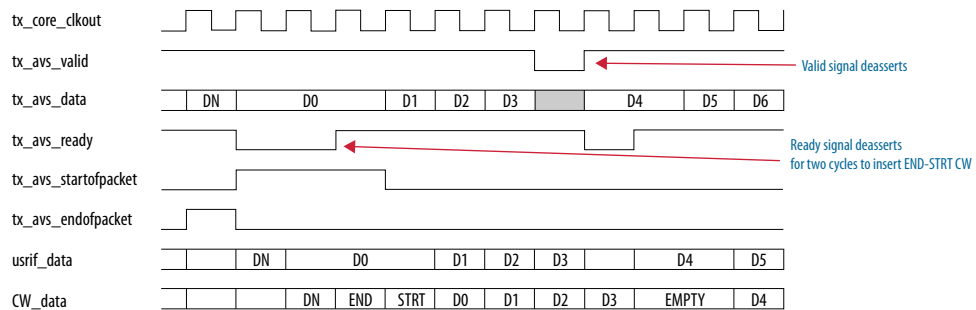 tx_core_clkout
tx_avs_valid
Valid signal deasserts
tx_avs_data DN D0 D1 D2 D3 D4 D5 D6
tx_avs_ready
Ready signal deasserts
for two cycles to insert END-STRT CW
tx_avs_startofpacket
tx_avs_endofpacket
usrif_data DN D0 D1 D2 D3 D4 D5
CW_data DN END STRT D0 D1 D2 D3 EMPTY D4